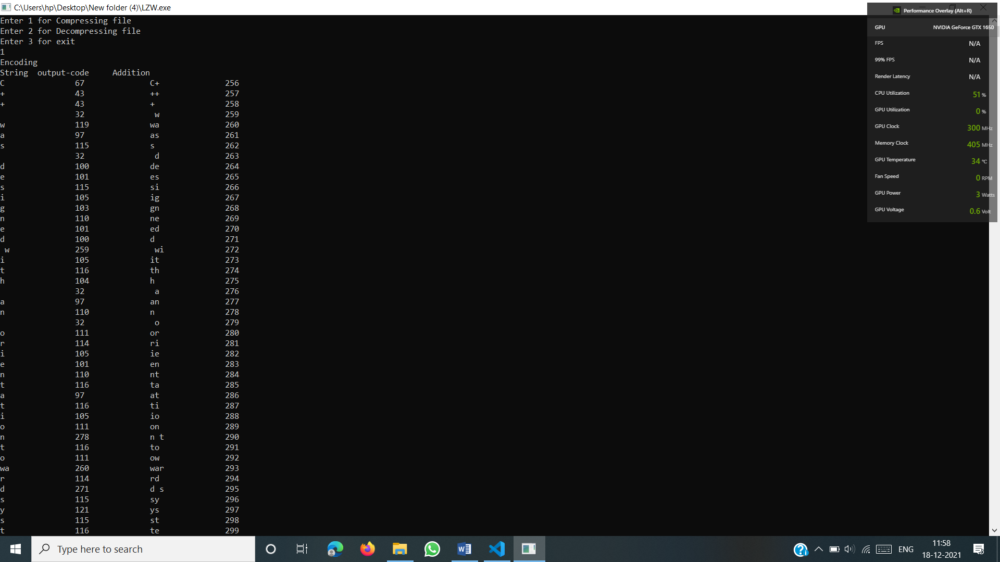 C:\Users\hp\Desktop\New folder (4)\LZW.exe
Enter 1 for Compressing file
Enter 2 for Decompressing file
Enter 3 for exit
1
Encoding
String output-code Addition
C 67 C+ 256
+ 43 ++ 257
+ 43 + 258
32 w 259
w 119 wa 260
a 97 as 261
s 115 s 262
32 d 263
d 100 de 264
e 101 es 265
s 115 si 266
i 105 ig 267
g 103 gn 268
n 110 ne 269
e 101 ed 270
d 100 d 271
w 259 wi 272
i 105 it 273
t 116 th 274
h 104 h 275
32 a 276
a 97 an 277
n 110 n 278
32 o 279
o 111 or 280
r 114 ri 281
i 105 ie 282
e 101 en 283
n 110 nt 284
t 116 ta 285
a 97 at 286
t 116 ti 287
i 105 io 288
o 111 on 289
n 278 n t 290
t 116 to 291
o 111 ow 292
wa 260 war 293
r 114 rd 294
d 271 d s 295
s 115 sy 296
y 121 ys 297
s 115 st 298
t 116 te 299
Performance Overlay (Alt+R)
GPU NVIDIA GeForce GTX 1650
FPS N/A
99% FPS N/A
Render Latency N/A
CPU Utilization 51 %
GPU Utilization 0 %
GPU Clock 300 MHz
Memory Clock 405 MHz
GPU Temperature 34 °C
Fan Speed 0 RPM
GPU Power 3 Watts
GPU Voltage 0.6 Volt
Type here to search
ENG
11:58
18-12-2021